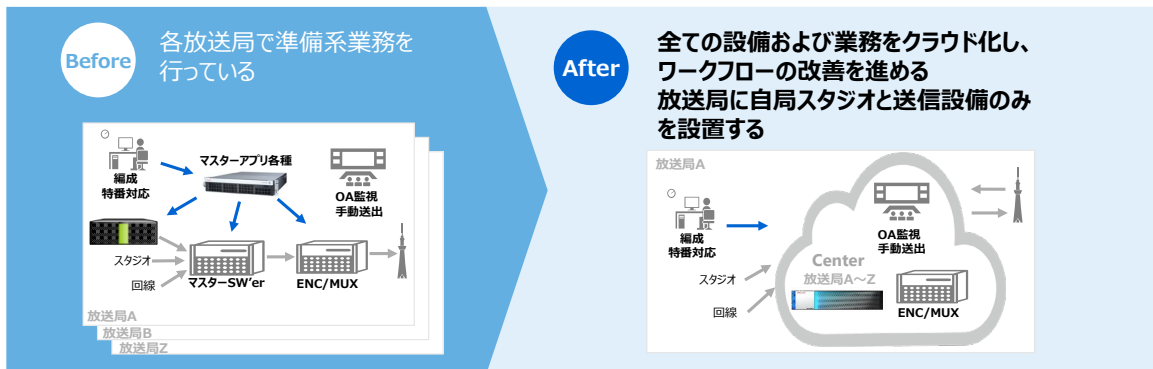 Before
各放送局で準備系業務を
行っている
マスターアプリ各種
編成
特番対応
OA監視
手動送出
スタジオ
回線
マスターSW'er
ENC/MUX
放送局A
放送局B
放送局Z
After
全ての設備および業務をクラウド化し、
ワークフローの改善を進める
放送局に自局スタジオと送信設備のみ
を設置する
放送局A
編成
特番対応
OA監視
手動送出
スタジオ
回線
Center
放送局A～Z
ENC/MUX